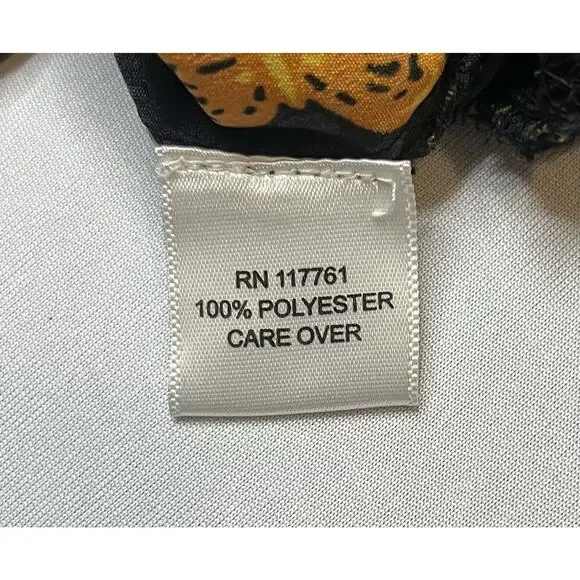 RN 117761
100% POLYESTER
CARE OVER